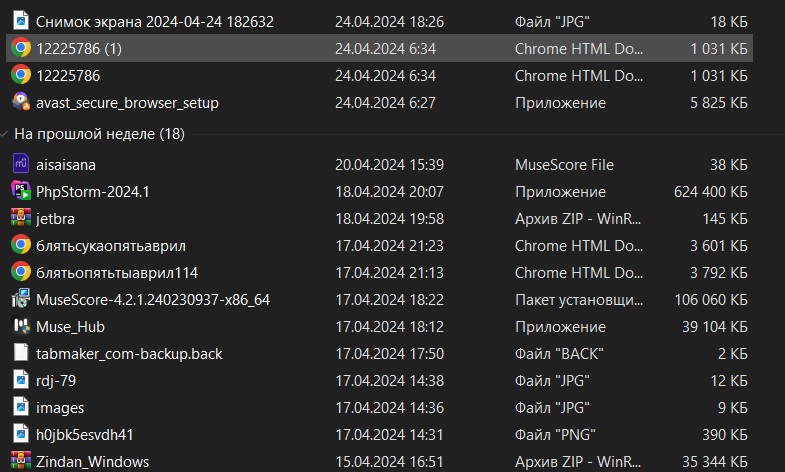 Снимок экрана 2024-04-24 182632 24.04.2024 18:26 Файл "JPG" 18 КБ
12225786 (1) 24.04.2024 6:34 Chrome HTML Do... 1 031 КБ
12225786 24.04.2024 6:34 Chrome HTML Do... 1 031 КБ
avast_secure_browser_setup 24.04.2024 6:27 Приложение 5 825 КБ
На прошлой неделе (18)
aisaisana 20.04.2024 15:39 MuseScore File 38 КБ
PhpStorm-2024.1 18.04.2024 20:07 Приложение 624 400 КБ
jetbra 18.04.2024 19:58 Архив ZIP - WinR... 145 КБ
блятьсукаопятьаврил 17.04.2024 21:23 Chrome HTML Do... 3 601 КБ
блятьопятьтыаврил114 17.04.2024 21:13 Chrome HTML Do... 3 792 КБ
MuseScore-4.2.1.240230937-x86_64 17.04.2024 18:22 Пакет установщи... 106 060 КБ
Muse_Hub 17.04.2024 18:12 Приложение 39 104 КБ
tabmaker_com-backup.back 17.04.2024 17:50 Файл "BACK" 2 КБ
rdj-79 17.04.2024 14:38 Файл "JPG" 12 КБ
images 17.04.2024 14:36 Файл "JPG" 9 КБ
h0jbk5esvdh41 17.04.2024 14:31 Файл "PNG" 390 КБ
Zindan_Windows 15.04.2024 16:51 Архив ZIP - WinR... 35 344 КБ